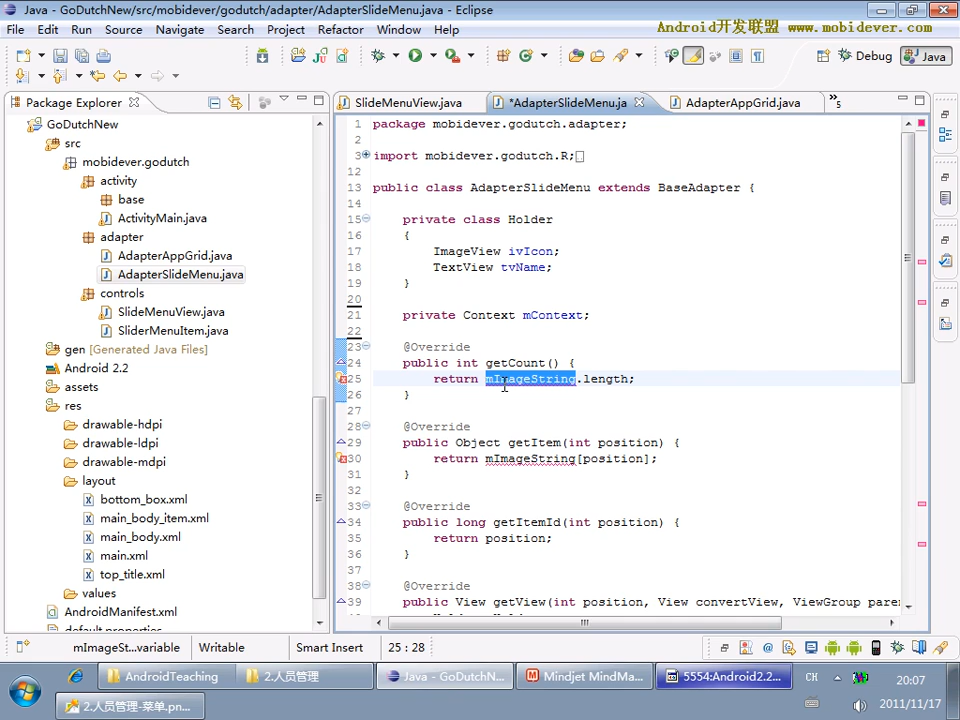 Java - GoDutchNew/src/mobidever/godutch/adapter/AdapterSlideMenu.java - Eclipse
Android开发联盟 www.mobidever.com
File Edit Run Source Navigate Search Project Refactor Window Help
Debug Java
Package Explorer
SlideMenuView.java *AdapterSlideMenu.ja AdapterAppGrid.java »5
GoDutchNew
src
mobidever.godutch
activity
base
ActivityMain.java
adapter
AdapterAppGrid.java
AdapterSlideMenu.java
controls
SlideMenuView.java
SliderMenuItem.java
gen [Generated Java Files]
Android 2.2
assets
res
drawable-hdpi
drawable-ldpi
drawable-mdpi
layout
bottom_box.xml
main_body_item.xml
main_body.xml
main.xml
top_title.xml
values
AndroidManifest.xml
default.properties
1 package mobidever.godutch.adapter;
2
3 import mobidever.godutch.R;
12
13 public class AdapterSlideMenu extends BaseAdapter {
14
15 private class Holder
16 {
17 ImageView ivIcon;
18 TextView tvName;
19 }
20
21 private Context mContext;
22
23 @Override
24 public int getCount() {
25 return mImageString.length;
26 }
27
28 @Override
29 public Object getItem(int position) {
30 return mImageString[position];
31 }
32
33 @Override
34 public long getItemId(int position) {
35 return position;
36 }
37
38 @Override
39 public View getView(int position, View convertView, ViewGroup paren
mImageSt...variable Writable Smart Insert 25 : 28
AndroidTeaching 2.人员管理 Java - GoDutchN... Mindjet MindMa... 5554:Android2.2... CH 20:07
2.人员管理-菜单.pn... 2011/11/17